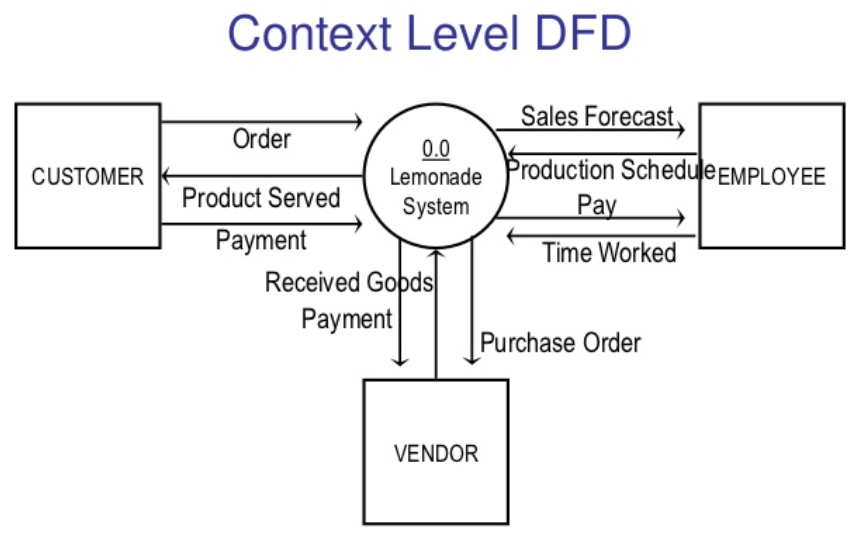 Context Level DFD
CUSTOMER
Order
Product Served
Payment
0.0
Lemonade
System
Sales Forecast
Production Schedule
Pay
Time Worked
EMPLOYEE
Received Goods
Payment
Purchase Order
VENDOR